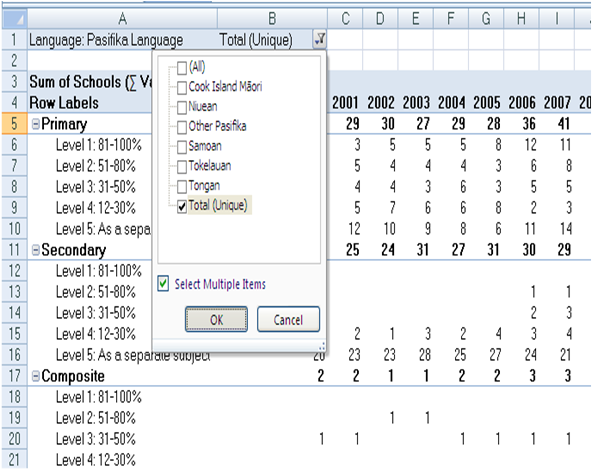 A B C D E F G H I
1 Language: Pasifika Language Total (Unique)
2
3 Sum of Schools (∑
4 Row Labels 2001 2002 2003 2004 2005 2006 2007 20
5 Primary 29 30 27 29 28 36 41
6 Level 1: 81-100% 3 5 5 5 8 12 11
7 Level 2: 51-80% 5 4 4 4 3 6 8
8 Level 3: 31-50% 4 4 3 6 3 5 5
9 Level 4: 12-30% 5 7 6 6 8 2 3
10 Level 5: As a sepa 12 10 9 8 6 11 14
11 Secondary 25 24 31 27 31 30 29
12 Level 1: 81-100%
13 Level 2: 51-80% 1 1
14 Level 3: 31-50% 2 3
15 Level 4: 12-30% 2 1 3 2 4 3 4
16 Level 5: As a separate subject 20 23 23 28 25 27 24 21
17 Composite 2 2 1 1 2 2 3 3
18 Level 1: 81-100%
19 Level 2: 51-80% 1 1
20 Level 3: 31-50% 1 1 1 1 1 1
21 Level 4: 12-30%
(All)
Cook Island Māori
Niuean
Other Pasifika
Samoan
Tokelauan
Tongan
Total (Unique)
Select Multiple Items
OK Cancel